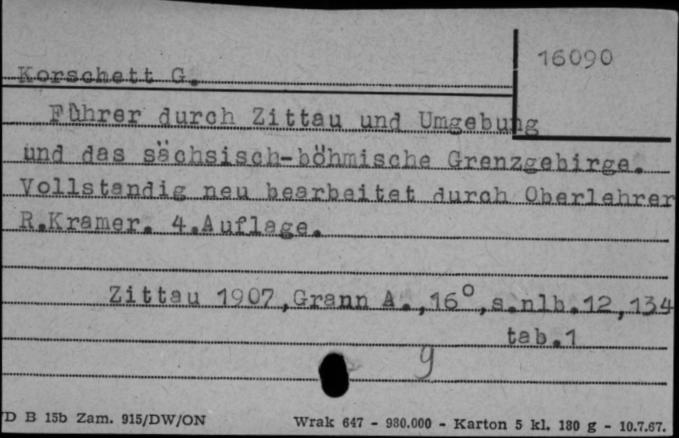 16090
Korschett G.
Führer durch Zittau und Umgebung
und das sächsisch-böhmische Grenzgebirge.
Vollstandig neu bearbeitet durch Oberlehrer
R.Kramer. 4.Auflage.
Zittau 1907,Grann A.,16°,s.nlb.12,134
tab.1
9
D B 15b Zam. 915/DW/ON
Wrak 647 - 980.000 - Karton 5 kl. 180 g - 10.7.67.